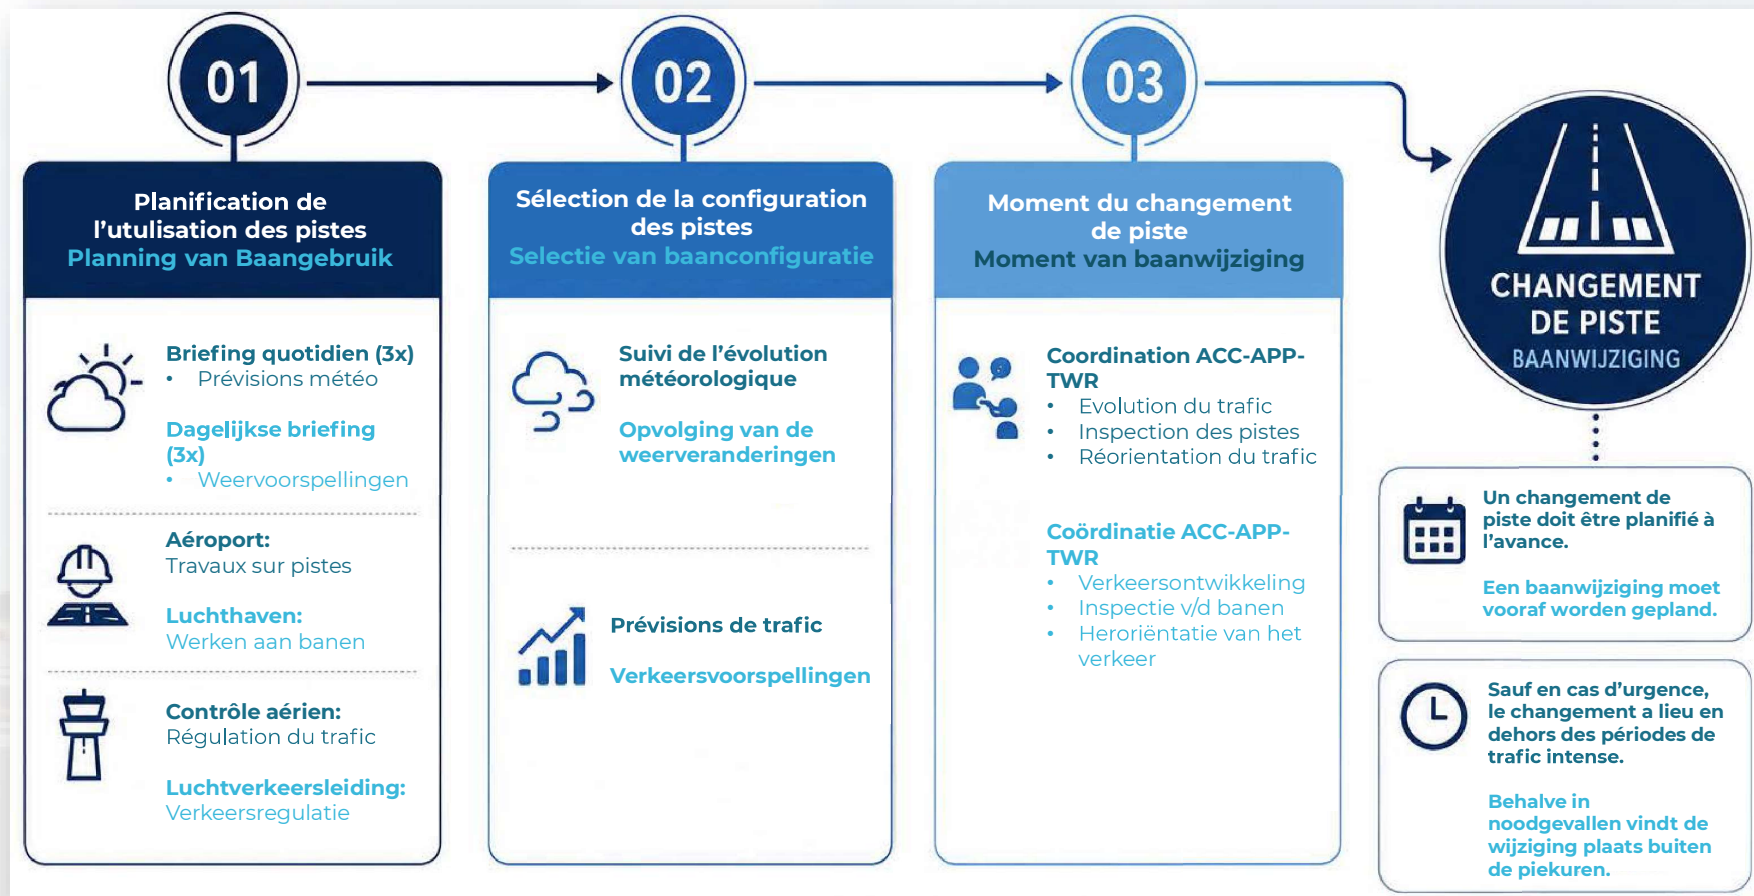 01
Planification de
l'utulisation des pistes
Planning van Baangebruik
Briefing quotidien (3x)
• Prévisions météo
Dagelijkse briefing
(3x)
• Weervoorspellingen
Aéroport:
Travaux sur pistes
Luchthaven:
Werken aan banen
Contrôle aérien:
Régulation du trafic
Luchtverkeersleiding:
Verkeersregulatie
02
Sélection de la configuration
des pistes
Selectie van baanconfiguratie
Suivi de l'évolution
météorologique
Opvolging van de
weerveranderingen
Prévisions de trafic
Verkeersvoorspellingen
03
Moment du changement
de piste
Moment van baanwijziging
Coordination ACC-APP-
TWR
• Evolution du trafic
• Inspection des pistes
• Réorientation du trafic
Coördinatie ACC-APP-
TWR
• Verkeersontwikkeling
• Inspectie v/d banen
• Heroriëntatie van het
verkeer
CHANGEMENT
DE PISTE
BAANWIJZIGING
Un changement de
piste doit être planifié à
l'avance.
Een baanwijziging moet
vooraf worden gepland.
Sauf en cas d'urgence,
le changement a lieu en
dehors des périodes de
trafic intense.
Behalve in
noodgevallen vindt de
wijziging plaats buiten
de piekuren.